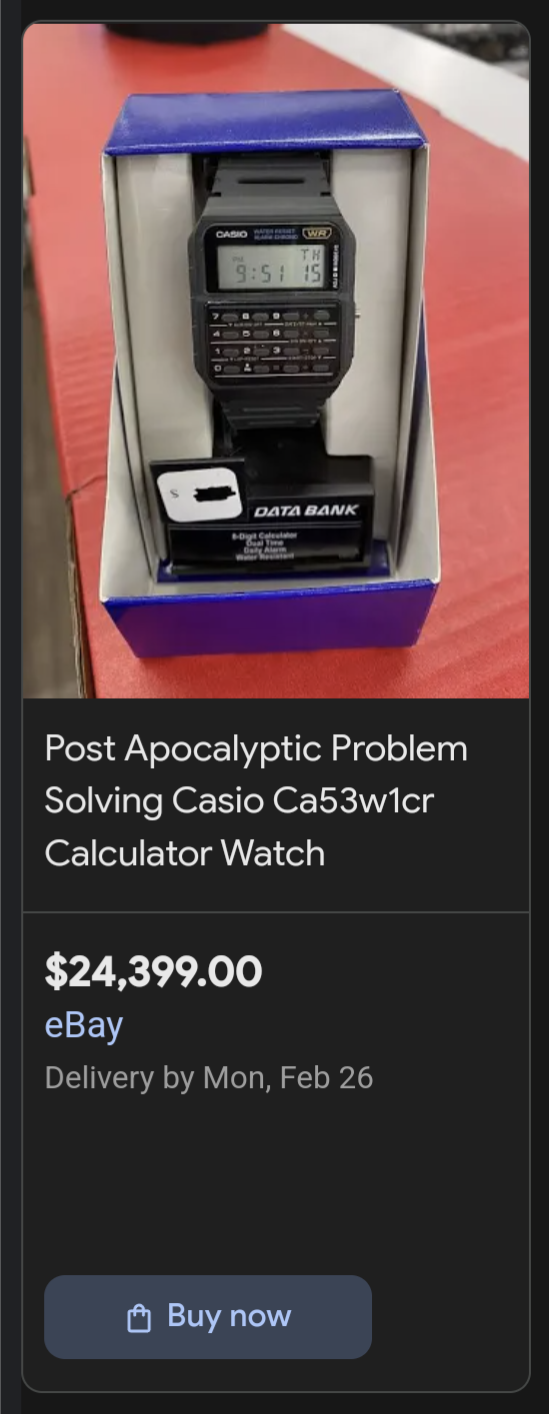 CASIO
WATER RESIST
ALARM CHRONO
WR
TH
9:51 15
7 8 9
4 5 6
1 2 3
0
S
DATA BANK
8-Digit Calculator
Dual Time
Daily Alarm
Water Resistant
Post Apocalyptic Problem
Solving Casio Ca53w1cr
Calculator Watch
$24,399.00
eBay
Delivery by Mon, Feb 26
Buy now